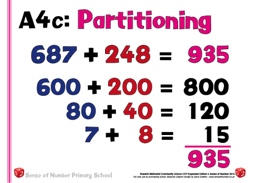 A4c: Partitioning
687 + 248 = 935
600 + 200 = 800
80 + 40 = 120
7 + 8 = 15
935
Sense of Number Primary School